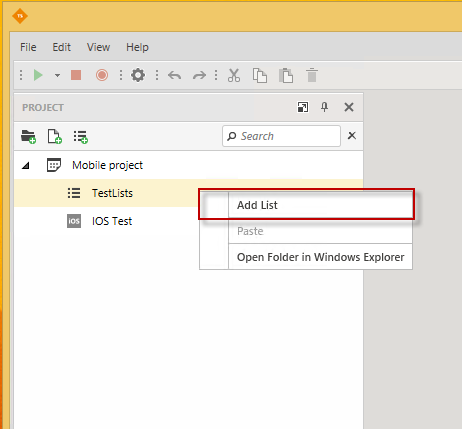 TS
File Edit View Help
PROJECT
Search
Mobile project
TestLists
Add List
iOS IOS Test
Paste
Open Folder in Windows Explorer